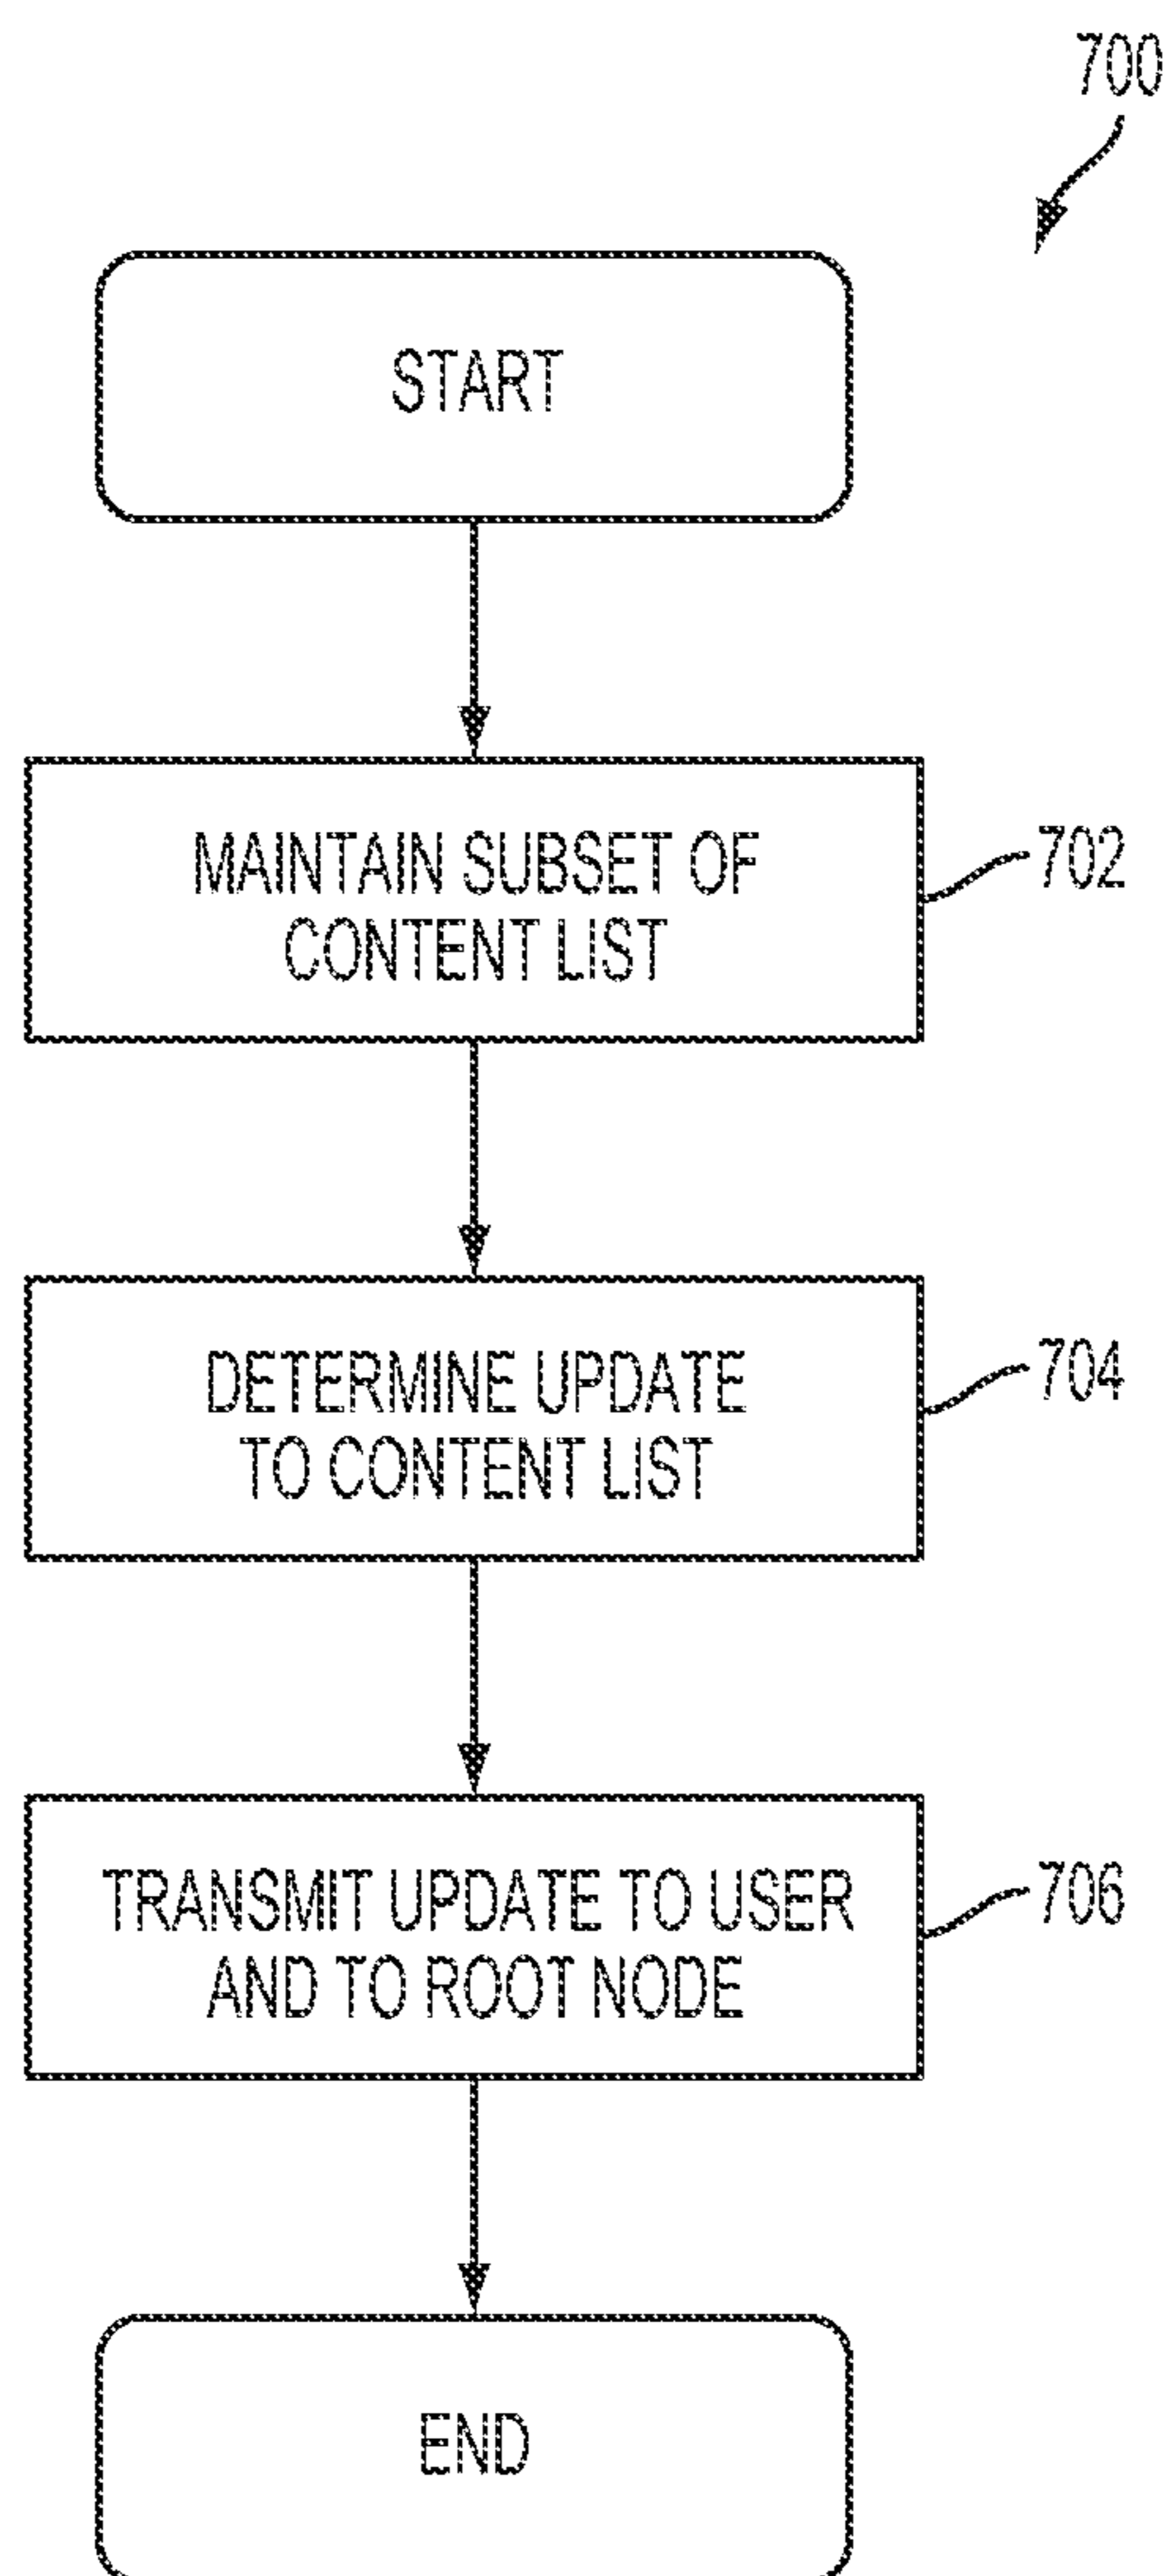 700
START
MAINTAIN SUBSET OF
CONTENT LIST
702
DETERMINE UPDATE
TO CONTENT LIST
704
TRANSMIT UPDATE TO USER
AND TO ROOT NODE
706
END